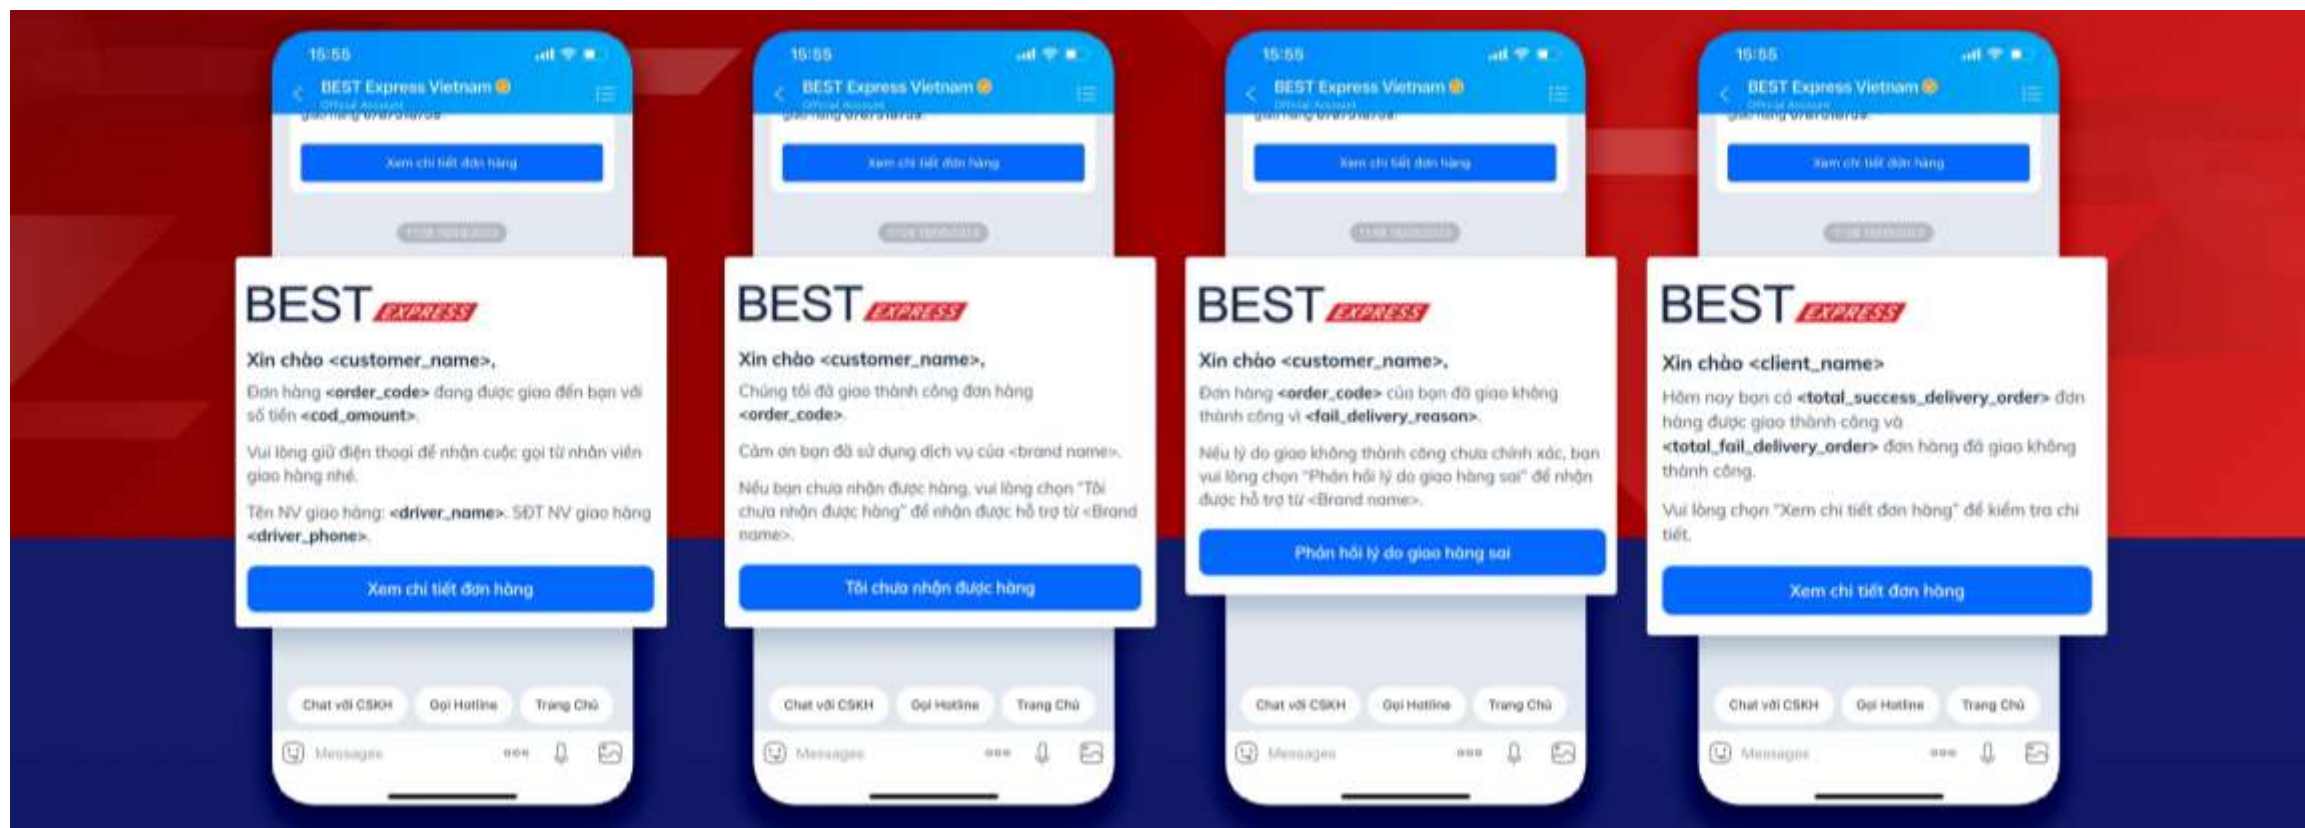 15:55
BEST Express Vietnam
Official Account
Xem chi tiết đơn hàng
BEST EXPRESS
Xin chào <customer_name>,
Đơn hàng <order_code> đang được giao đến bạn với
số tiền <cod_amount>.
Vui lòng giữ điện thoại để nhận cuộc gọi từ nhân viên
giao hàng nhé.
Tên NV giao hàng: <driver_name>. SĐT NV giao hàng
<driver_phone>.
Xem chi tiết đơn hàng
Chat với CSKH
Gọi Hotline
Trang Chủ
Messages
15:55
BEST Express Vietnam
Official Account
Xem chi tiết đơn hàng
BEST EXPRESS
Xin chào <customer_name>,
Chúng tôi đã giao thành công đơn hàng
<order_code>.
Cảm ơn bạn đã sử dụng dịch vụ của <brand name>.
Nếu bạn chưa nhận được hàng, vui lòng chọn "Tôi
chưa nhận được hàng" để nhận được hỗ trợ từ <Brand
name>.
Tôi chưa nhận được hàng
Chat với CSKH
Gọi Hotline
Trang Chủ
Messages
15:55
BEST Express Vietnam
Official Account
Xem chi tiết đơn hàng
BEST EXPRESS
Xin chào <customer_name>,
Đơn hàng <order_code> của bạn đã giao không
thành công vì <fail_delivery_reason>.
Nếu lý do giao không thành công chưa chính xác, bạn
vui lòng chọn "Phản hồi lý do giao hàng sai" để nhận
được hỗ trợ từ <Brand name>.
Phản hồi lý do giao hàng sai
Chat với CSKH
Gọi Hotline
Trang Chủ
Messages
15:55
BEST Express Vietnam
Official Account
Xem chi tiết đơn hàng
BEST EXPRESS
Xin chào <client_name>
Hôm nay bạn có <total_success_delivery_order> đơn
hàng được giao thành công và
<total_fail_delivery_order> đơn hàng đã giao không
thành công.
Vui lòng chọn "Xem chi tiết đơn hàng" để kiểm tra chi
tiết.
Xem chi tiết đơn hàng
Chat với CSKH
Gọi Hotline
Trang Chủ
Messages